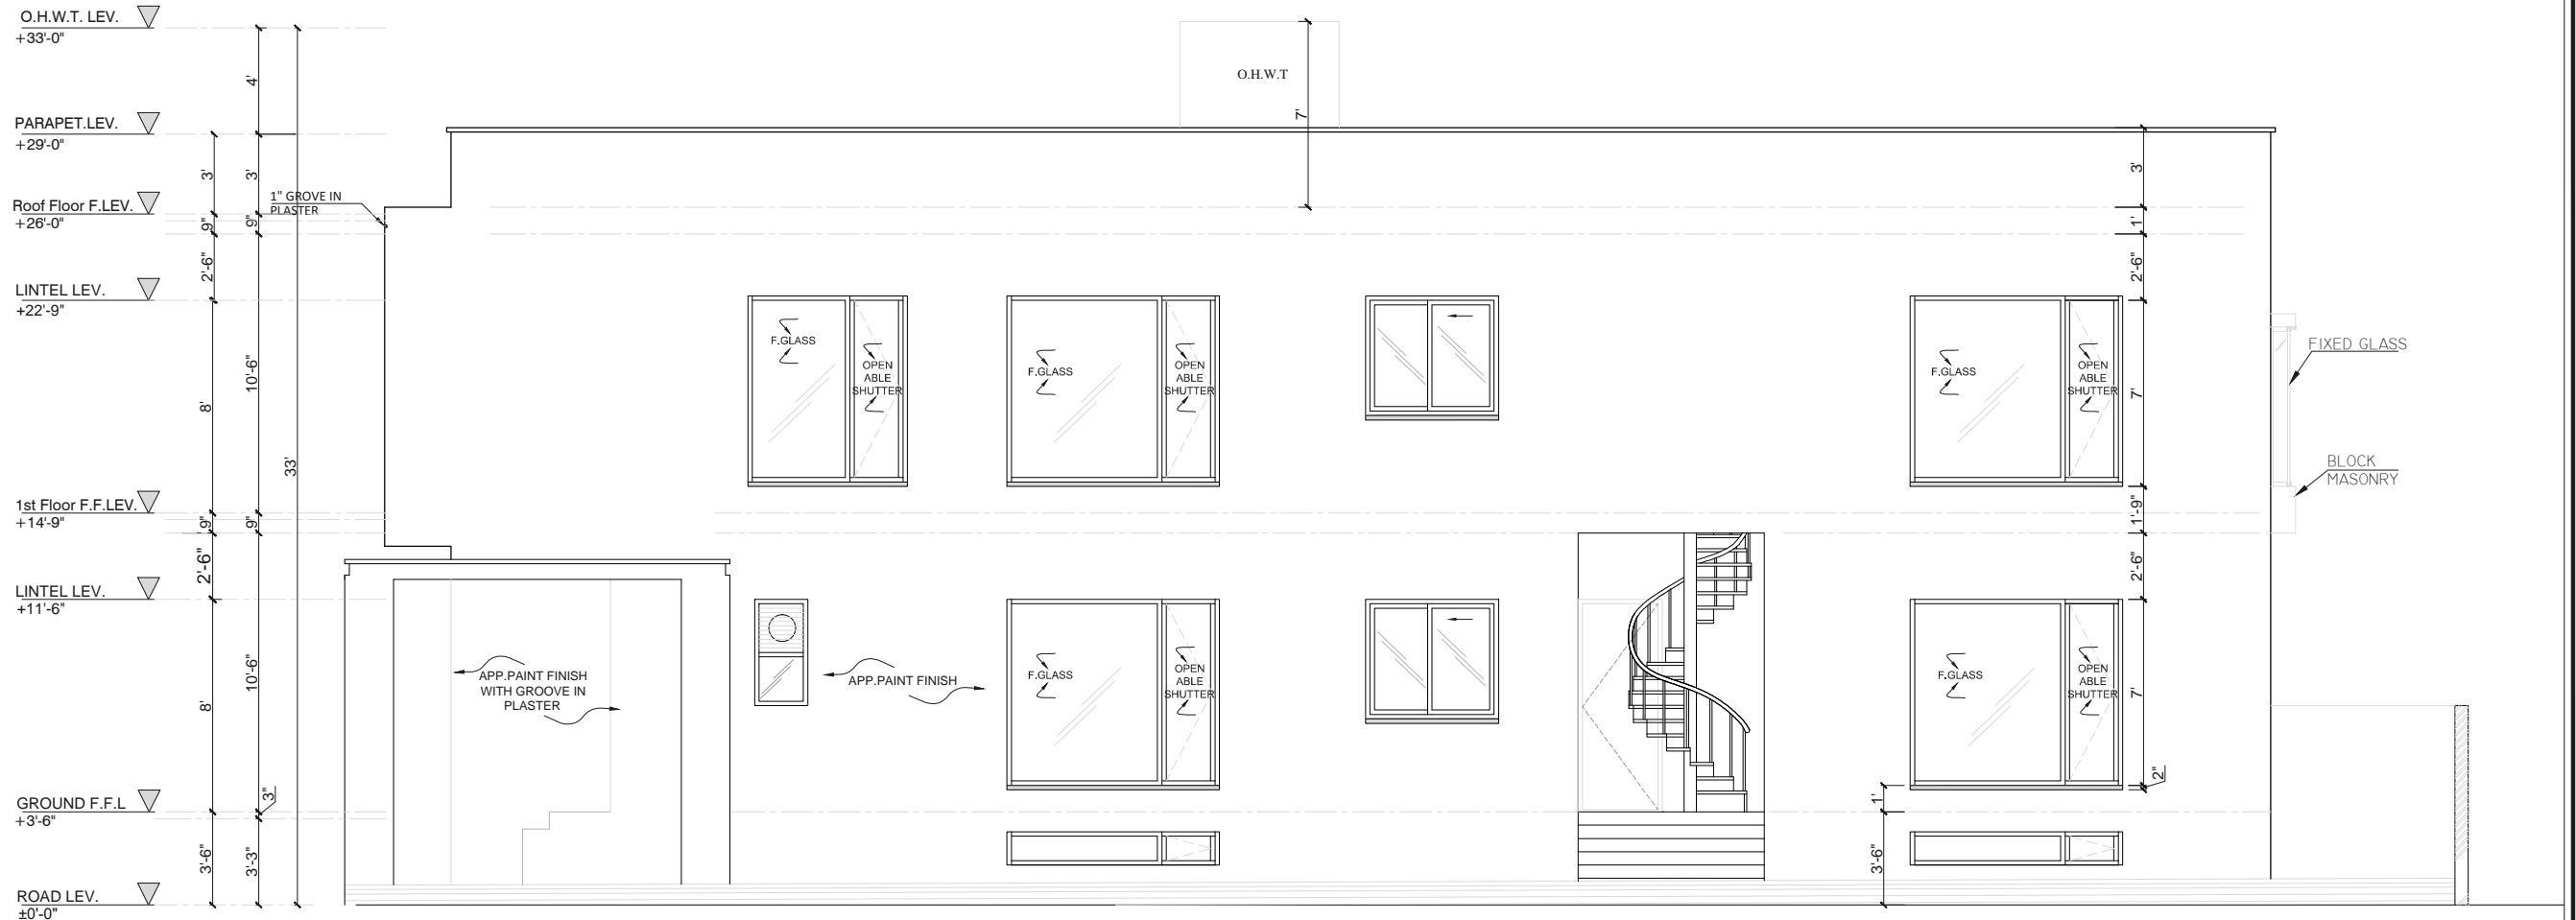 O.H.W.T. LEV.
+33'-0"
PARAPET.LEV.
+29'-0"
Roof Floor F.LEV.
+26'-0"
LINTEL LEV.
+22'-9"
1st Floor F.F.LEV.
+14'-9"
LINTEL LEV.
+11'-6"
GROUND F.F.L
+3'-6"
ROAD LEV.
±0'-0"
3'
9"
2'-6"
8'
9"
2'-6"
8'
3'-6"
4'
3'
9"
10'-6"
9"
10'-6"
3"
3'-3"
33'
1" GROVE IN
PLASTER
O.H.W.T
7'
F.GLASS
OPEN
ABLE
SHUTTER
F.GLASS
OPEN
ABLE
SHUTTER
F.GLASS
OPEN
ABLE
SHUTTER
3'
1'
2'-6"
7'
1'-9"
2'-6"
7'
2"
1'
3'-6"
FIXED GLASS
BLOCK
MASONRY
APP.PAINT FINISH
WITH GROOVE IN
PLASTER
APP.PAINT FINISH
F.GLASS
OPEN
ABLE
SHUTTER
F.GLASS
OPEN
ABLE
SHUTTER